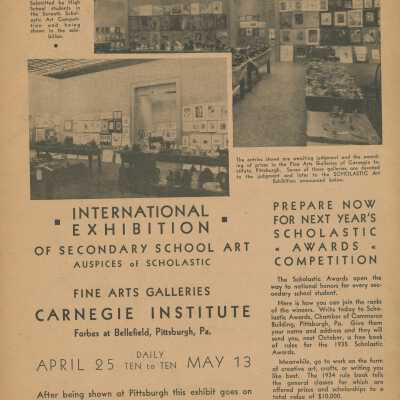 Submitted by High
School students in
the Seventh Schol-
astic Art Competi-
tion and being
shown in the exhi-
bition.
The entries shown are awaiting judgment and the award-
ing of prizes in the Fine Arts Galleries of Carnegie In-
stitute, Pittsburgh. Seven of these galleries are devoted
to the judgment and later to the SCHOLASTIC Art
Exhibition announced below.
INTERNATIONAL
EXHIBITION
OF SECONDARY SCHOOL ART
AUSPICES of SCHOLASTIC
FINE ARTS GALLERIES
CARNEGIE INSTITUTE
Forbes at Bellefield, Pittsburgh, Pa.
DAILY
APRIL 25 TEN to TEN MAY 13
After being shown at Pittsburgh this exhibit goes on
PREPARE NOW
FOR NEXT YEAR'S
SCHOLASTIC
« AWARDS «
COMPETITION
The Scholastic Awards open the
way to national honors for every sec-
ondary school student.
Here is how you can join the ranks
of the winners. Write today to Schol-
astic Awards, Chamber of Commerce
Building, Pittsburgh, Pa. Give them
your name and address and they will
send you, next October, a free book
of rules for the 1935 Scholastic
Awards.
Meanwhile, go to work on the form
of creative art, crafts, or writing you
like best. The 1934 rule book tells
the general classes for which are
offered prizes and scholarships to a
total value of $10,000.